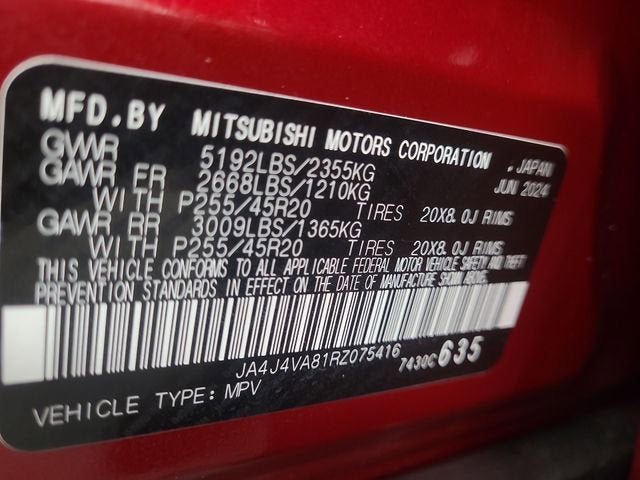 MFD.BY MITSUBISHI MOTORS CORPORATION, JAPAN
GVWR 5192LBS/2355KG JUN 2024
GAWR FR 2668LBS/1210KG
WITH P255/45R20 TIRES 20X8.0J RIMS
GAWR RR 3009LBS/1365KG
WITH P255/45R20 TIRES 20X8.0J RIMS
THIS VEHICLE CONFORMS TO ALL APPLICABLE FEDERAL MOTOR VEHICLE SAFETY AND THEFT
PREVENTION STANDARDS IN EFFECT ON THE DATE OF MANUFACTURE SHOWN ABOVE.
JA4J4VA81RZ075416 7430C 635
VEHICLE TYPE: MPV